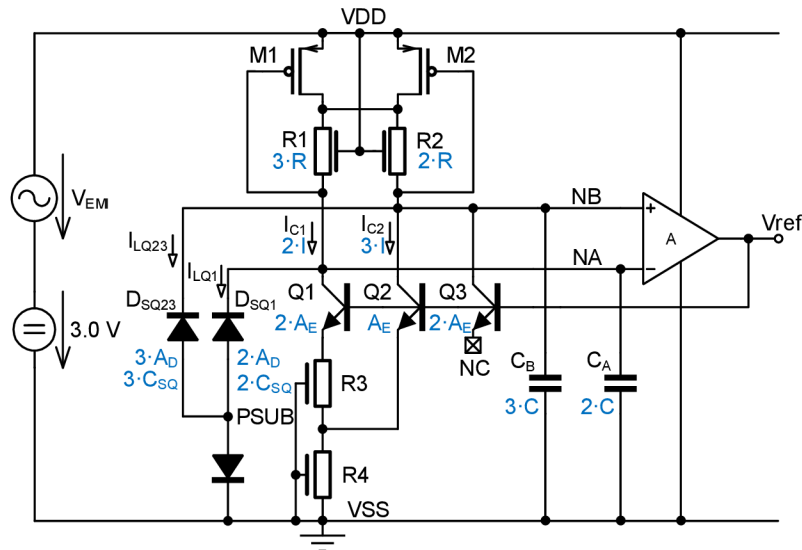 VDD
M1
M2
R1
3·R
R2
2·R
V_EMI
NB
+
A
Vref
I_LQ23
I_C1
2·I
I_C2
3·I
I_LQ1
NA
−
D_SQ23
D_SQ1
Q1
Q2
Q3
=
3.0 V
2·A_E
A_E
2·A_E
3·A_D
3·C_SQ
2·A_D
2·C_SQ
NC
C_B
3·C
C_A
2·C
R3
PSUB
R4
VSS